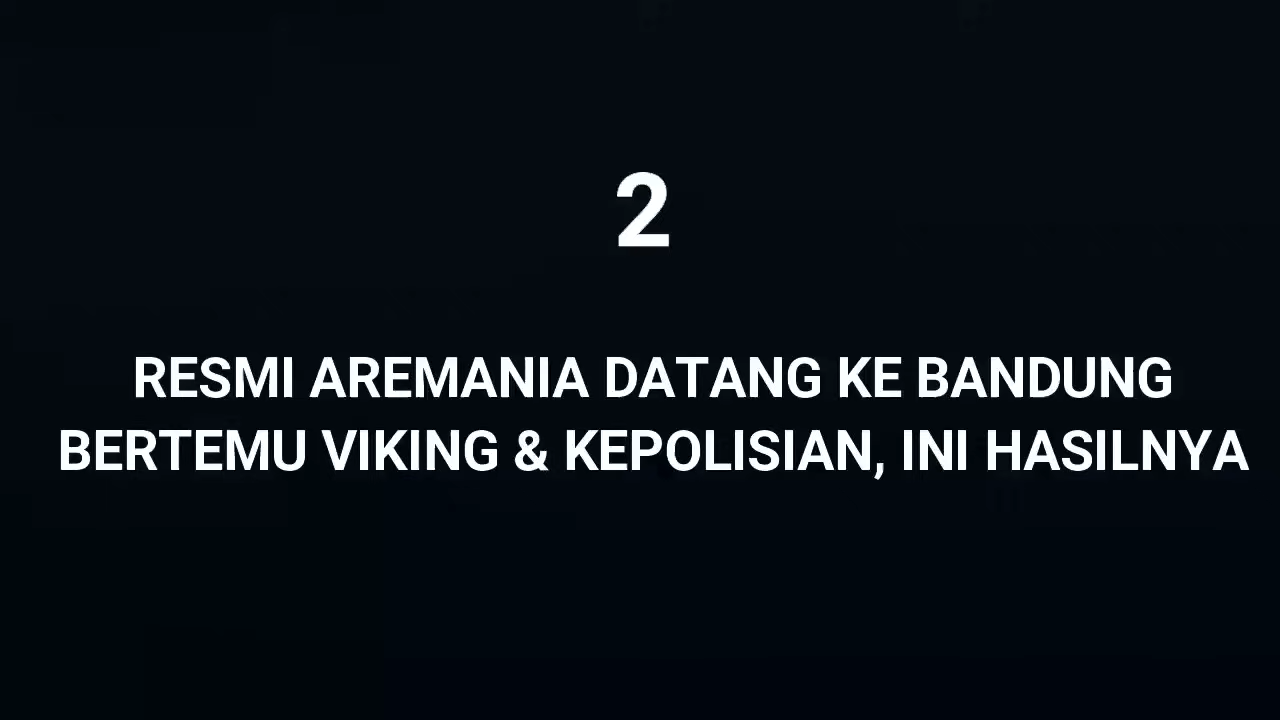 2
RESMI AREMANIA DATANG KE BANDUNG
BERTEMU VIKING & KEPOLISIAN, INI HASILNYA